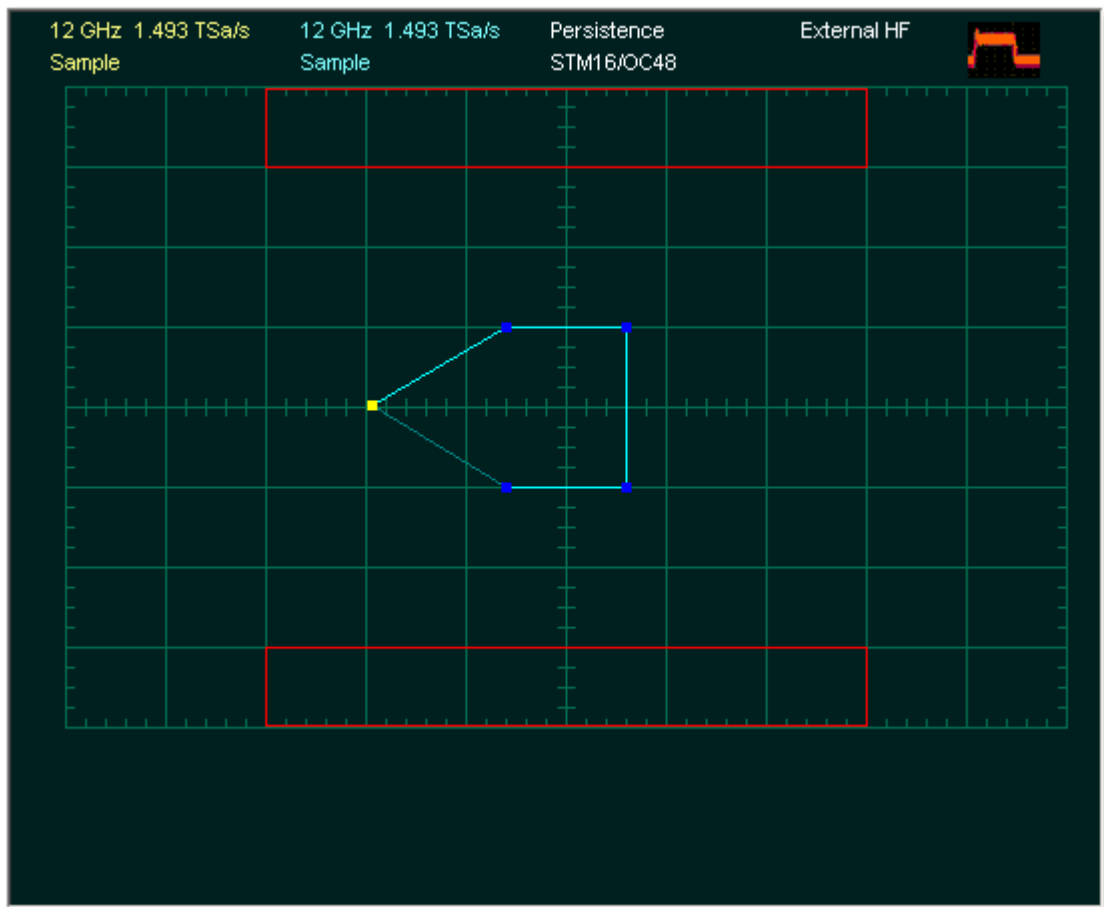 12 GHz 1.493 TSa/s 12 GHz 1.493 TSa/s Persistence External HF
Sample Sample STM16/OC48